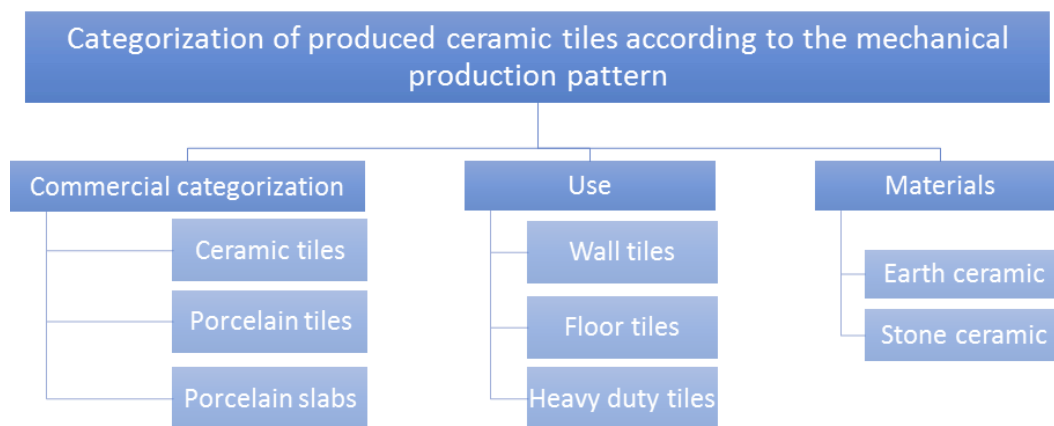 Categorization of produced ceramic tiles according to the mechanical
production pattern
Commercial categorization
Ceramic tiles
Porcelain tiles
Porcelain slabs
Use
Wall tiles
Floor tiles
Heavy duty tiles
Materials
Earth ceramic
Stone ceramic